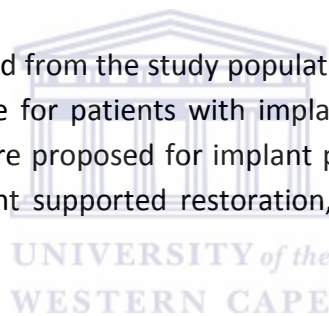 d from the study populat
e for patients with impla
re proposed for implant p
nt supported restoration,
UNIVERSITY of the
WESTERN CAPE